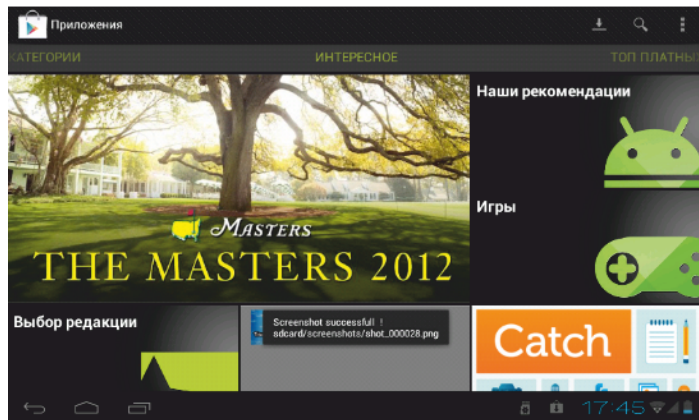 Приложения
КАТЕГОРИИ
ИНТЕРЕСНОЕ
ТОП ПЛАТНЫ
Наши рекомендации
MASTERS
THE MASTERS 2012
Игры
Выбор редакции
Screenshot successfull !
sdcard/screenshots/shot_000028.png
Catch
17:45